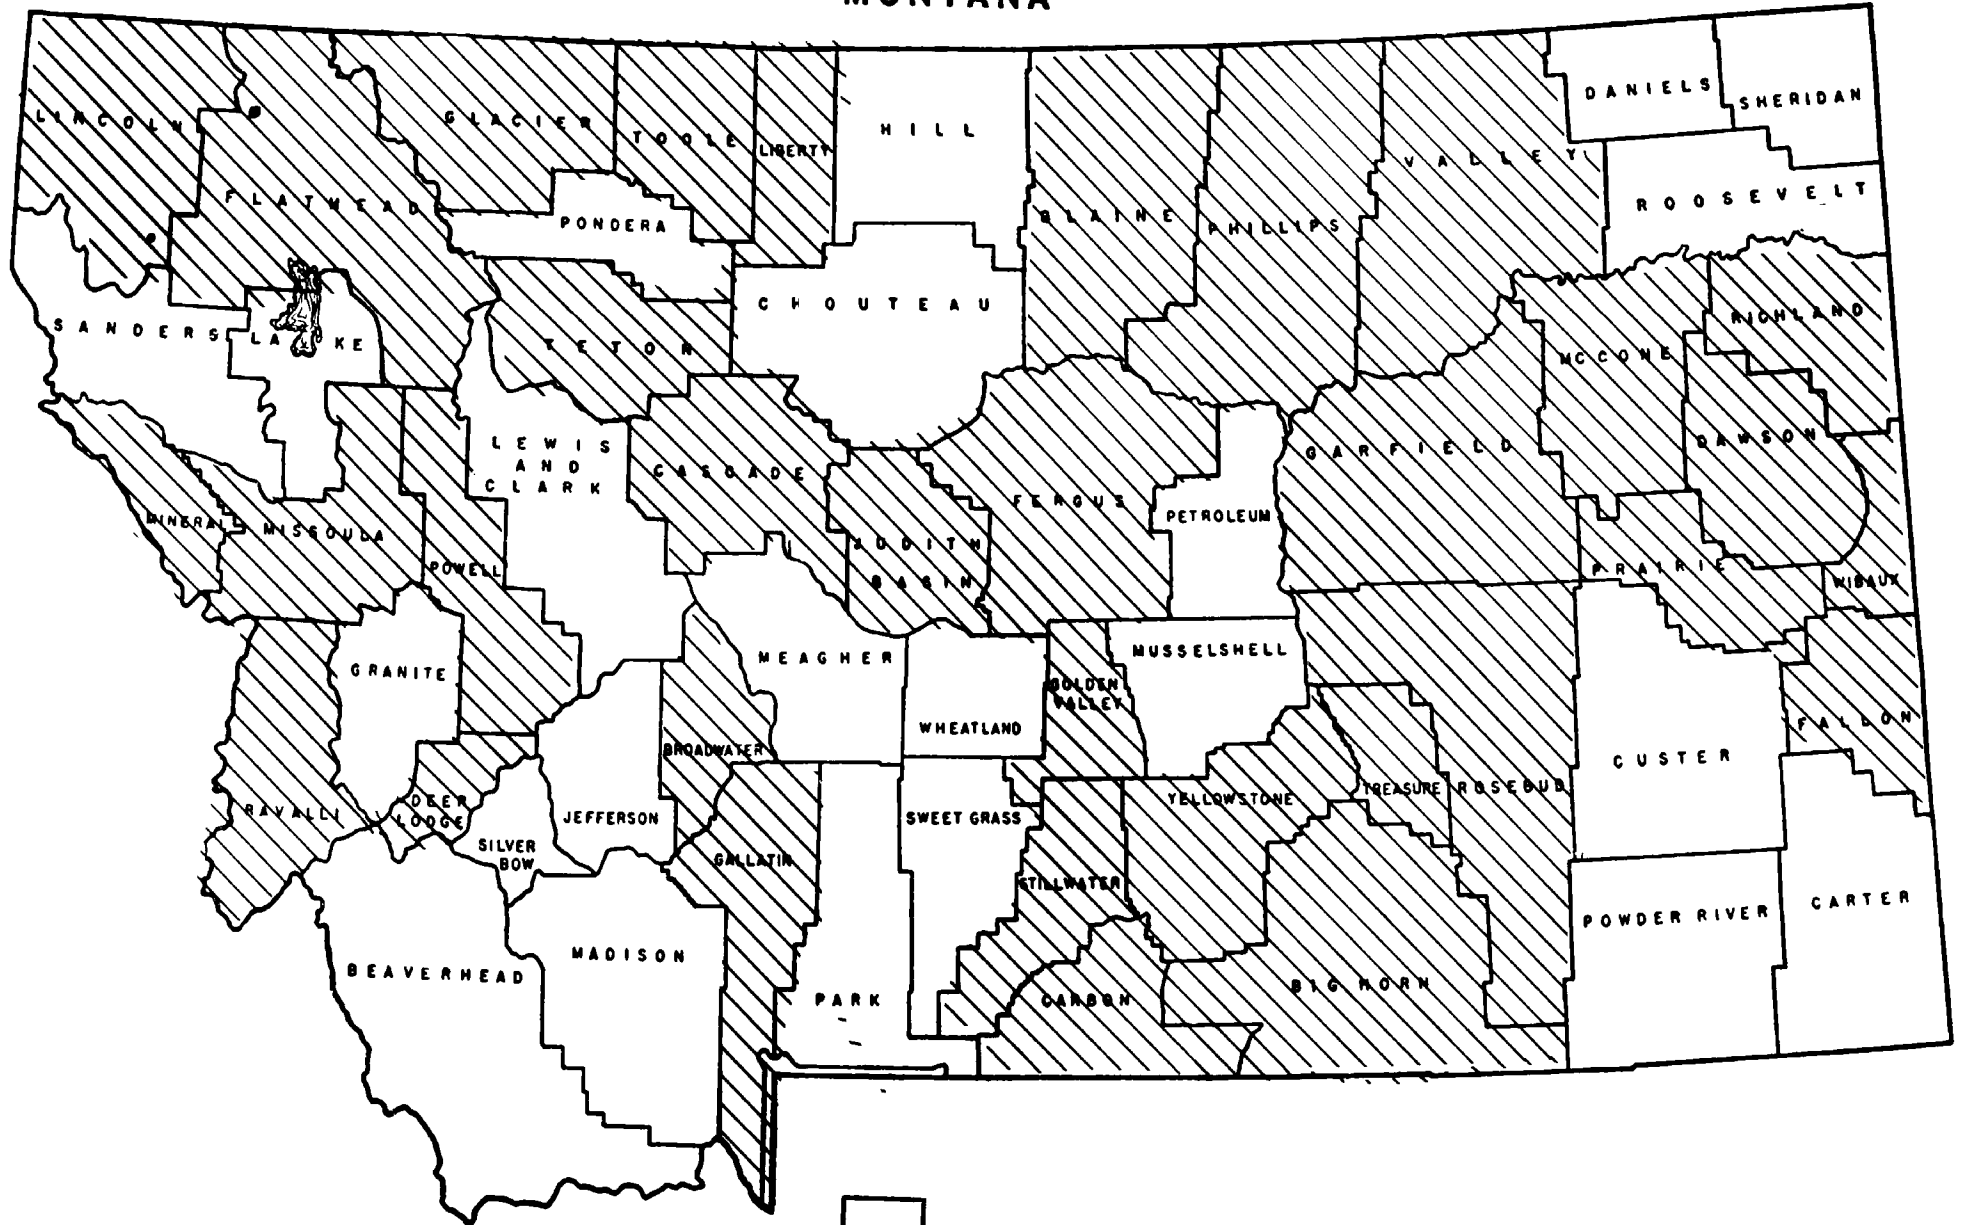 MONTANA
LINCOLN
FLATHEAD
GLACIER
TOOLE
LIBERTY
HILL
BLAINE
PHILLIPS
VALLEY
DANIELS
SHERIDAN
ROOSEVELT
PONDERA
CHOUTEAU
SANDERS
LAKE
TETON
MCCONE
RICHLAND
LEWIS
AND
CLARK
CASCADE
FERGUS
GARFIELD
DAWSON
MINERAL
MISSOULA
POWELL
JUDITH
BASIN
PETROLEUM
PRAIRIE
WIBAUX
GRANITE
MEAGHER
WHEATLAND
GOLDEN
VALLEY
MUSSELSHELL
BROADWATER
CUSTER
FALLON
RAVALLI
DEER
LODGE
SILVER
BOW
JEFFERSON
GALLATIN
SWEET GRASS
STILLWATER
YELLOWSTONE
TREASURE
ROSEBUD
BEAVERHEAD
MADISON
PARK
CARBON
BIG HORN
POWDER RIVER
CARTER